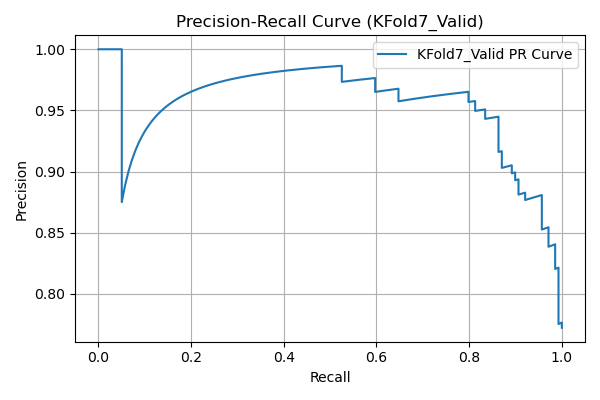 Precision-Recall Curve (KFold7_Valid)
KFold7_Valid PR Curve
Precision
1.00
0.95
0.90
0.85
0.80
0.0 0.2 0.4 0.6 0.8 1.0
Recall